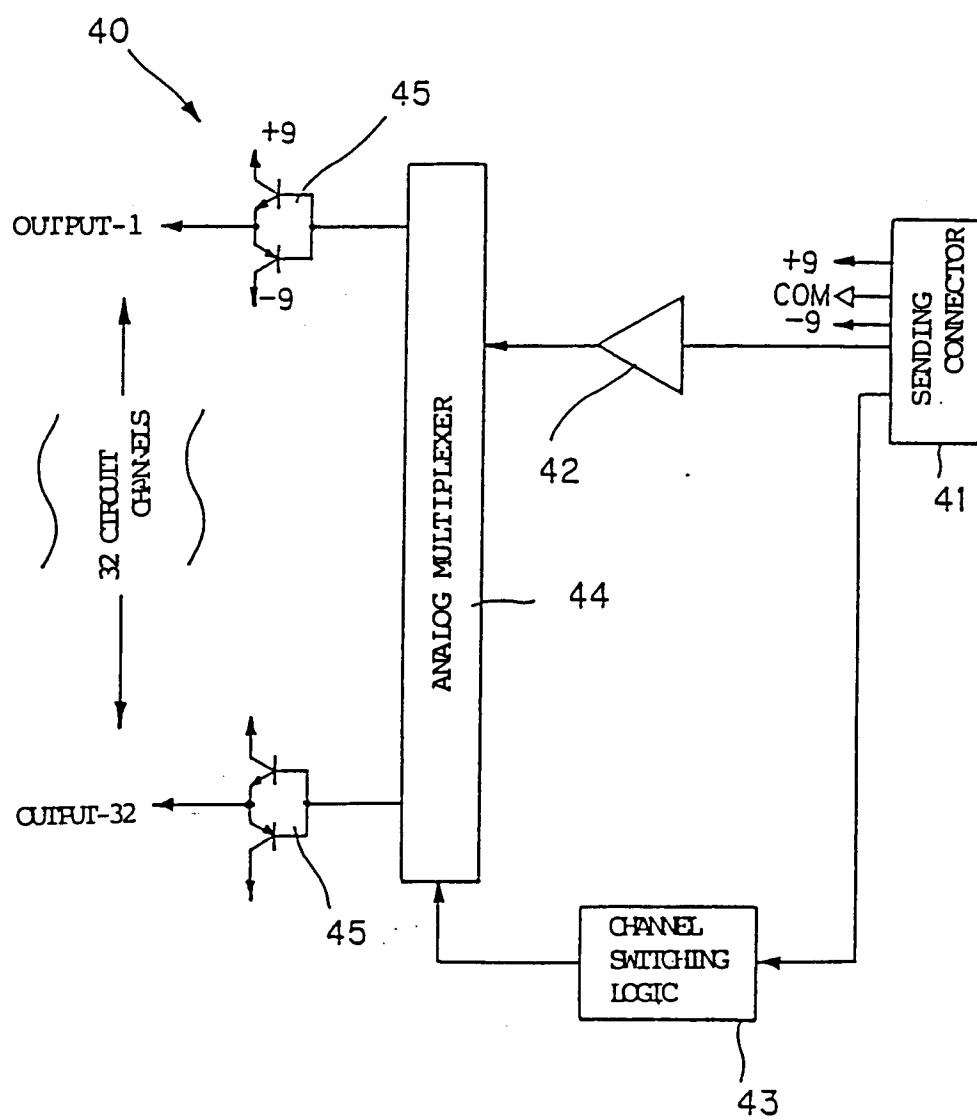 40
45
+9
OUTPUT-1
-9
+9
COM
-9
SENDING
CONNECTOR
41
42
32 CIRCUIT
CHANNELS
ANALOG MULTIPLEXER
44
OUTPUT-32
45
CHANNEL
SWITCHING
LOGIC
43